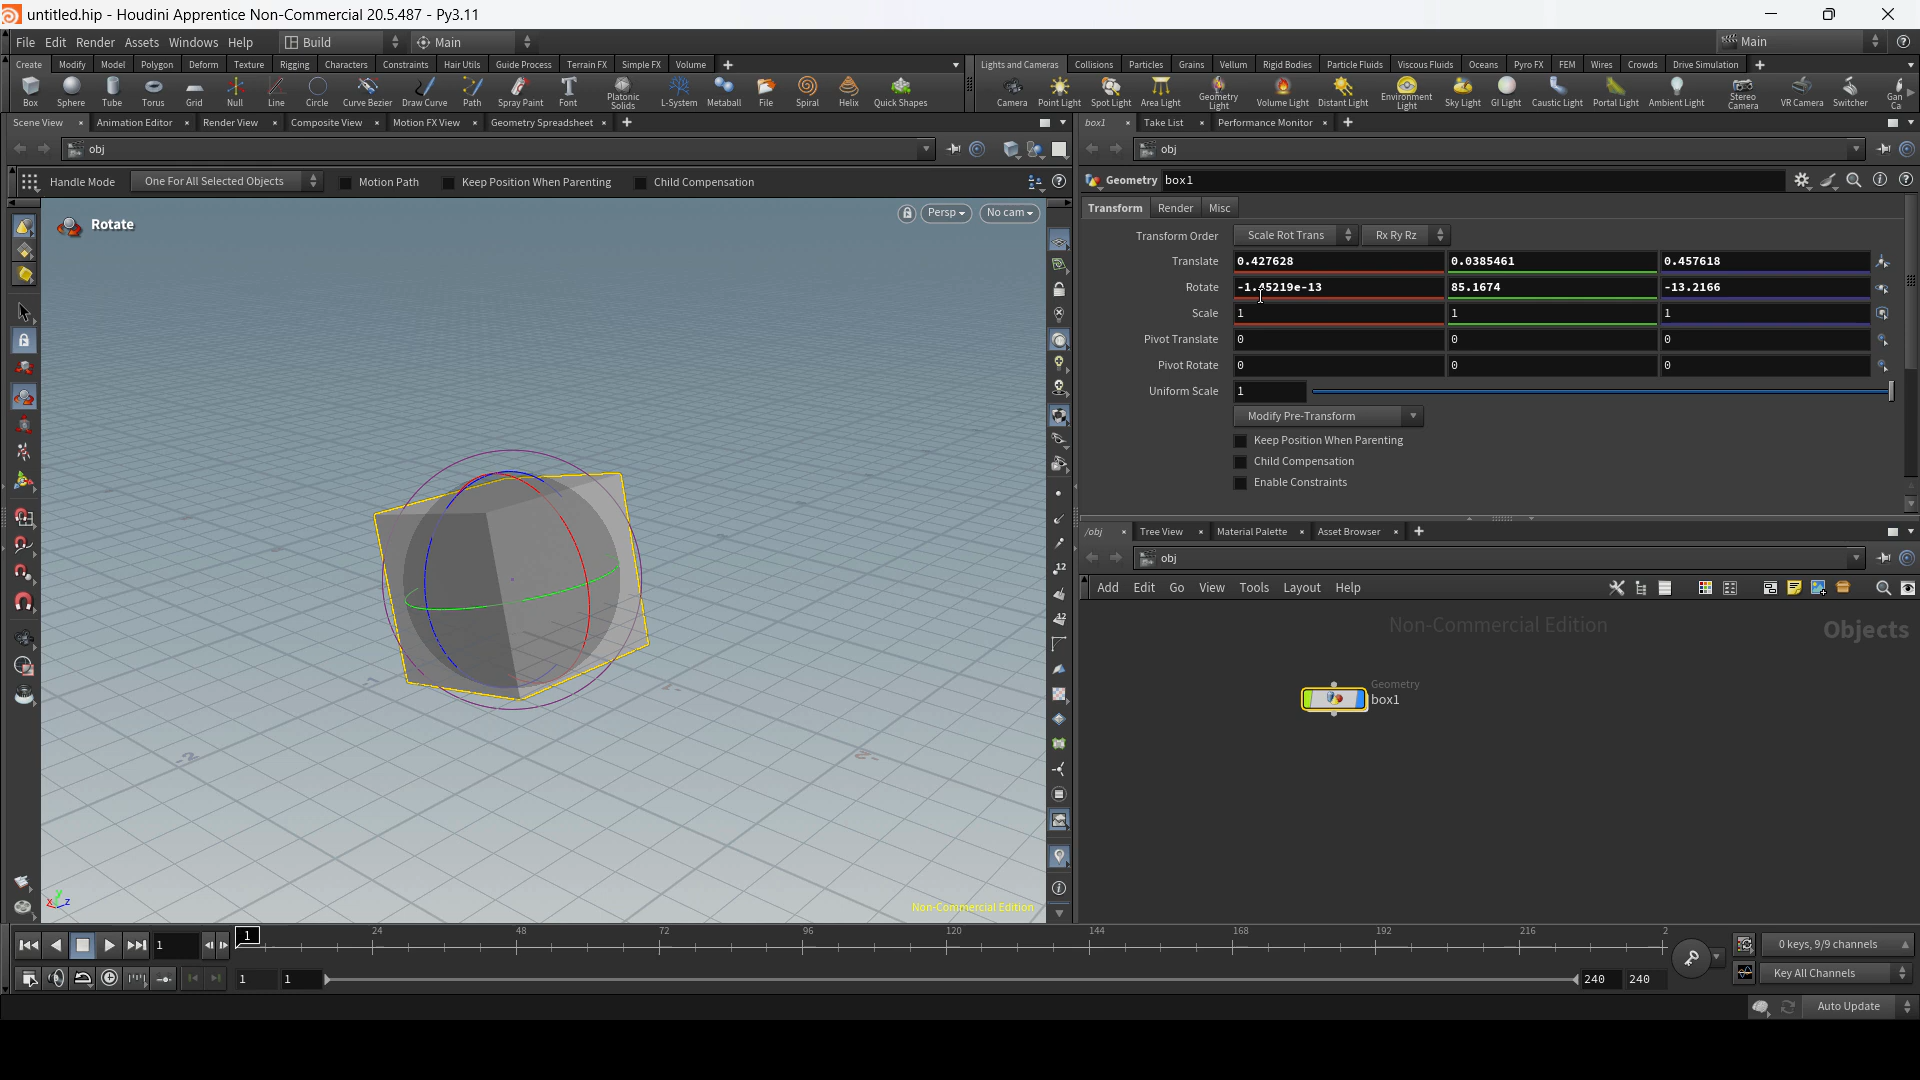 untitled.hip - Houdini Apprentice Non-Commercial 20.5.487 - Py3.11
File Edit Render Assets Windows Help Build Main Main
Create Modify Model Polygon Deform Texture Rigging Characters Constraints Hair Utils Guide Process Terrain FX Simple FX Volume
Lights and Cameras Collisions Particles Grains Vellum Rigid Bodies Particle Fluids Viscous Fluids Oceans Pyro FX FEM Wires Crowds Drive Simulation
Box Sphere Tube Torus Grid Null Line Circle Curve Bezier Draw Curve Path Spray Paint Font Platonic Solids L-System Metaball File Spiral Helix Quick Shapes
Camera Point Light Spot Light Area Light Geometry Light Volume Light Distant Light Environment Light Sky Light GI Light Caustic Light Portal Light Ambient Light Stereo Camera VR Camera Switcher Gan Ca
Scene View Animation Editor Render View Composite View Motion FX View Geometry Spreadsheet
box1 Take List Performance Monitor
obj
obj
Handle Mode One For All Selected Objects Motion Path Keep Position When Parenting Child Compensation
Geometry box1
Transform Render Misc
Rotate
Persp No cam
Transform Order Scale Rot Trans Rx Ry Rz
Translate 0.427628 0.0385461 0.457618
Rotate -1.45219e-13 85.1674 -13.2166
Scale 1 1 1
Pivot Translate 0 0 0
Pivot Rotate 0 0 0
Uniform Scale 1
Modify Pre-Transform
Keep Position When Parenting
Child Compensation
Enable Constraints
/obj Tree View Material Palette Asset Browser
obj
Add Edit Go View Tools Layout Help
Non-Commercial Edition
Objects
Geometry
box1
12
12
y
x z
Non-Commercial Edition
1 1 24 48 72 96 120 144 168 192 216 2
0 keys, 9/9 channels
1 1 240 240
Key All Channels
Auto Update